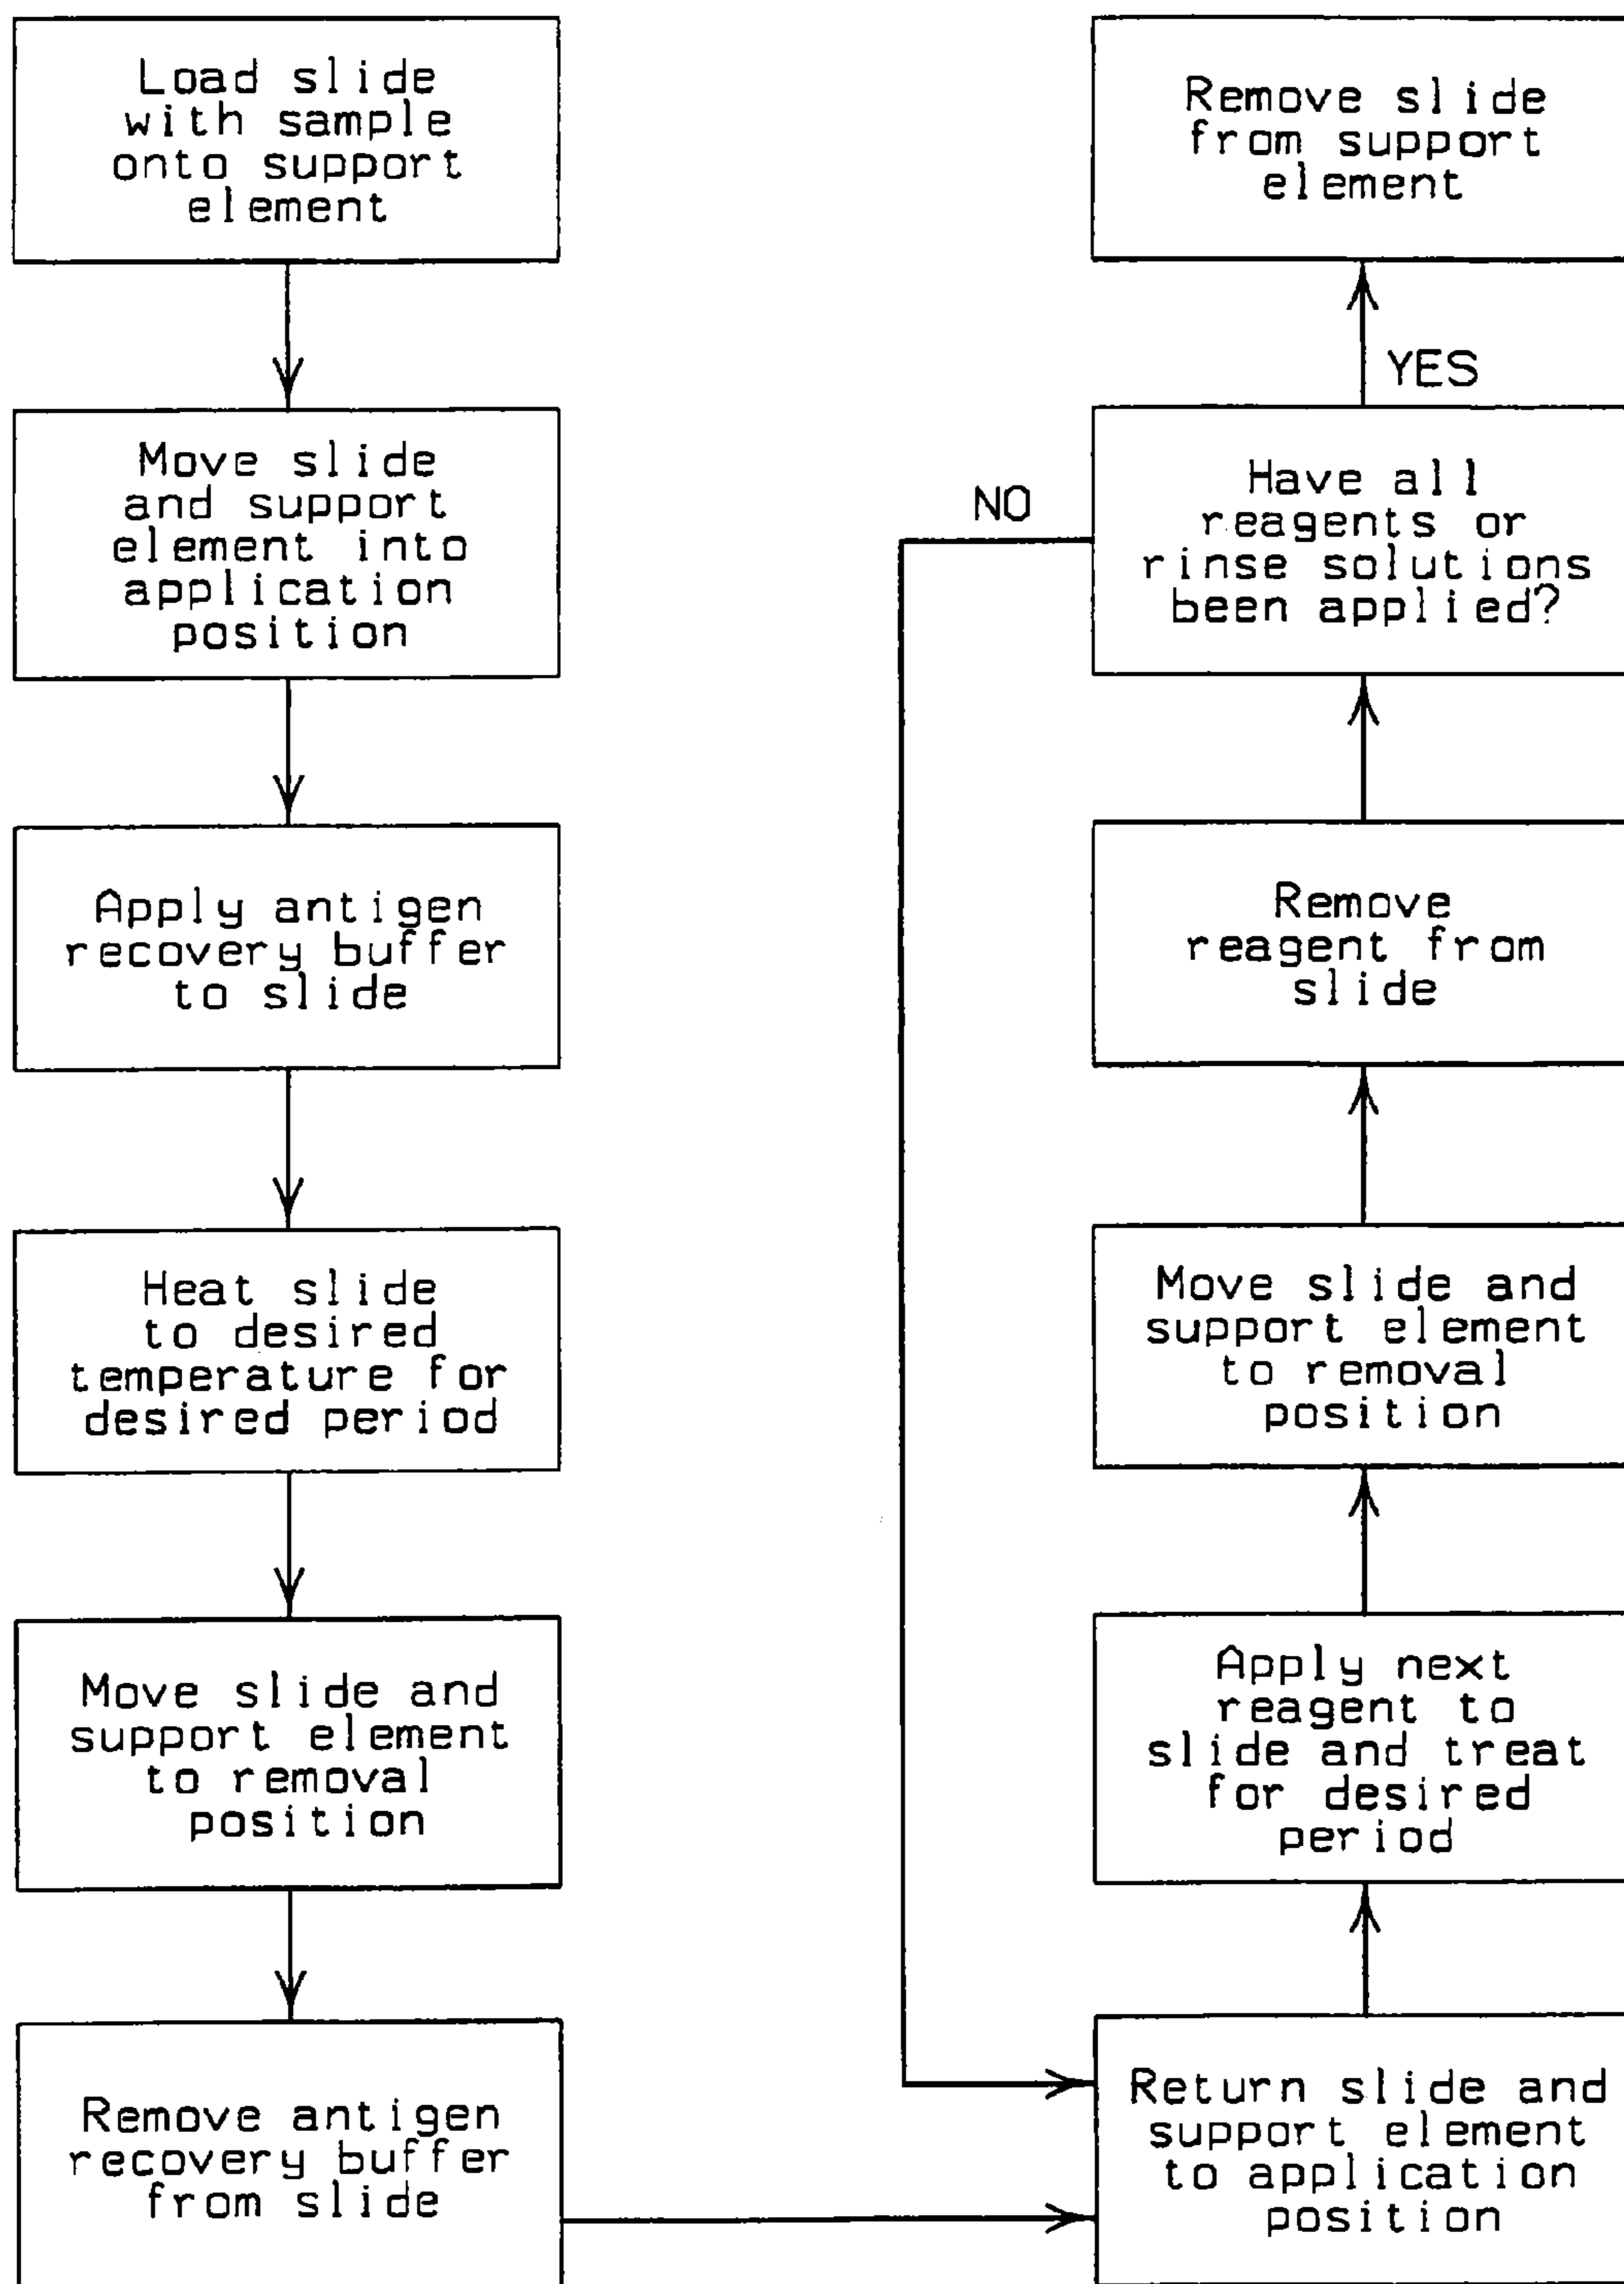 Load slide
with sample
onto support
element
Move slide
and support
element into
application
position
Apply antigen
recovery buffer
to slide
Heat slide
to desired
temperature for
desired period
Move slide and
support element
to removal
position
Remove antigen
recovery buffer
from slide
Return slide and
support element
to application
position
Apply next
reagent to
slide and treat
for desired
period
Move slide and
support element
to removal
position
Remove
reagent from
slide
Have all
reagents or
rinse solutions
been applied?
NO
YES
Remove slide
from support
element